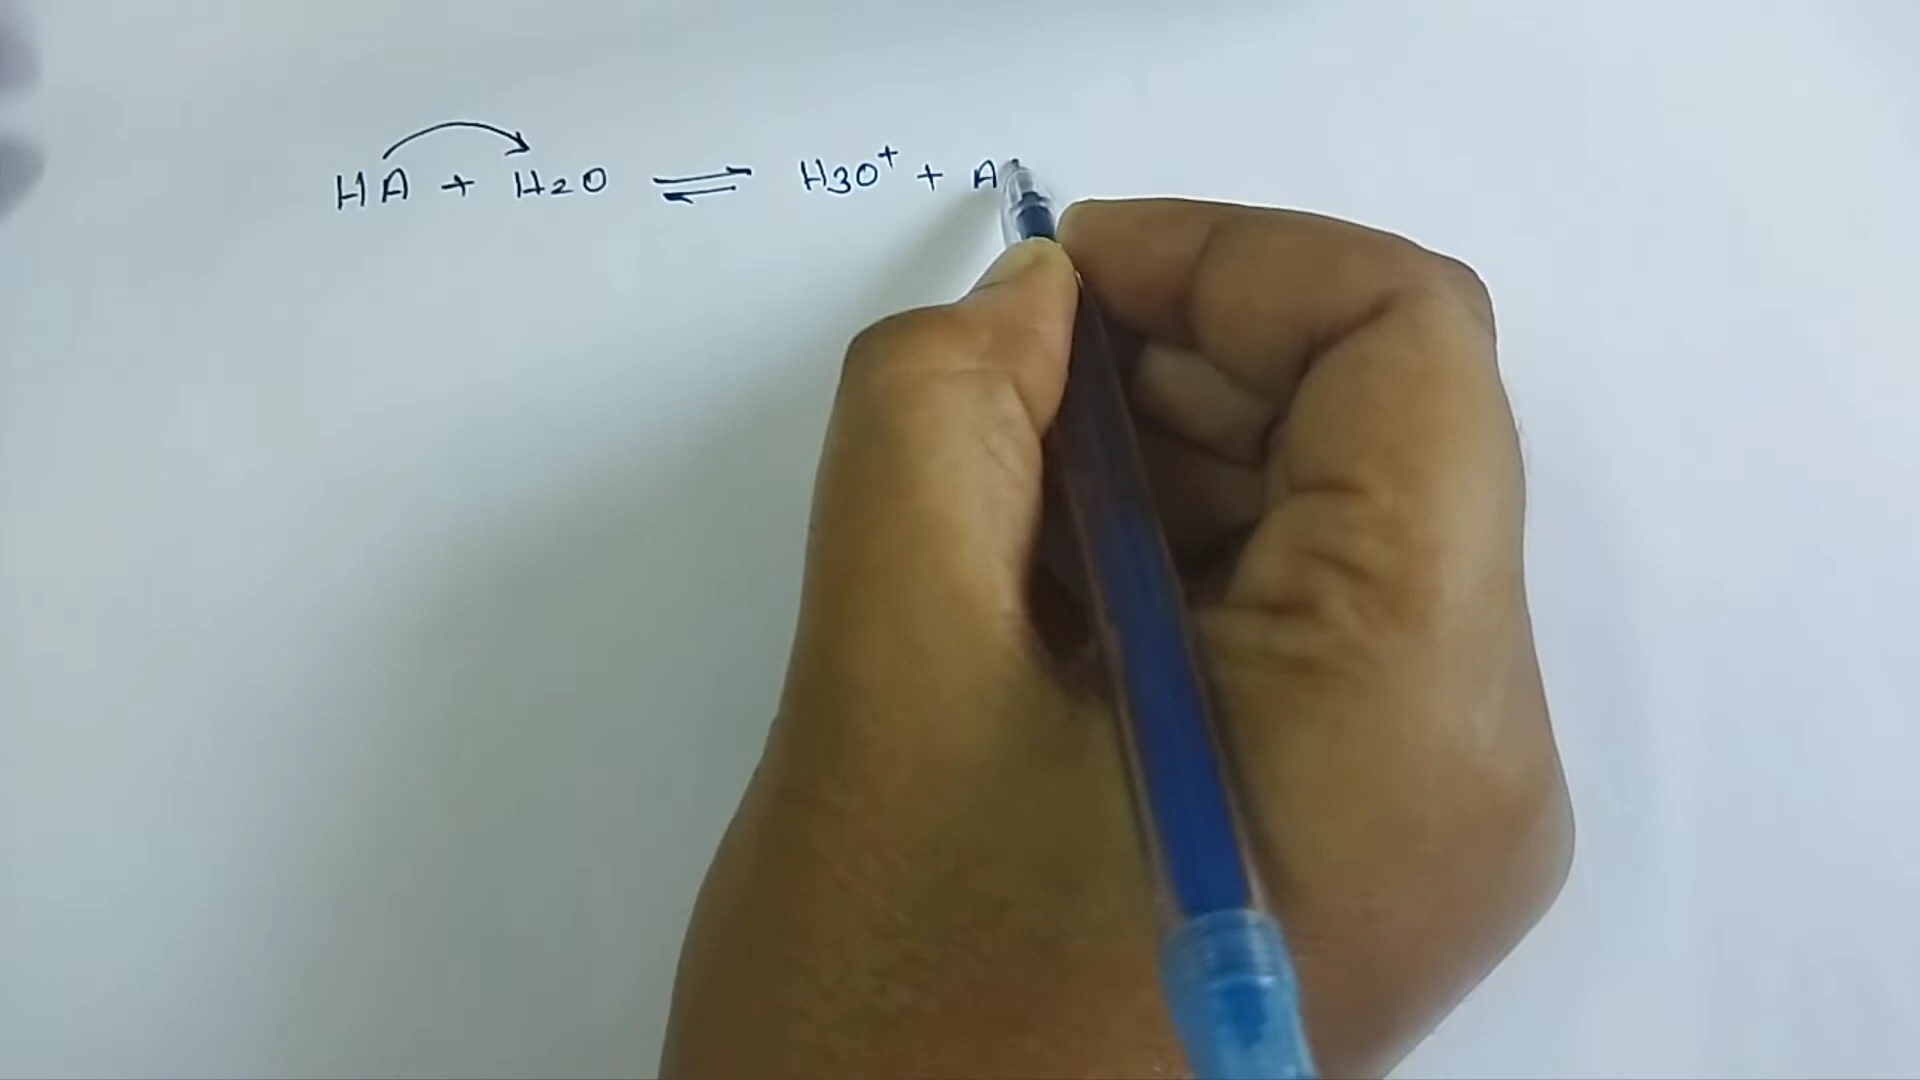 HA + H2O ⇌ H3O⁺ + A